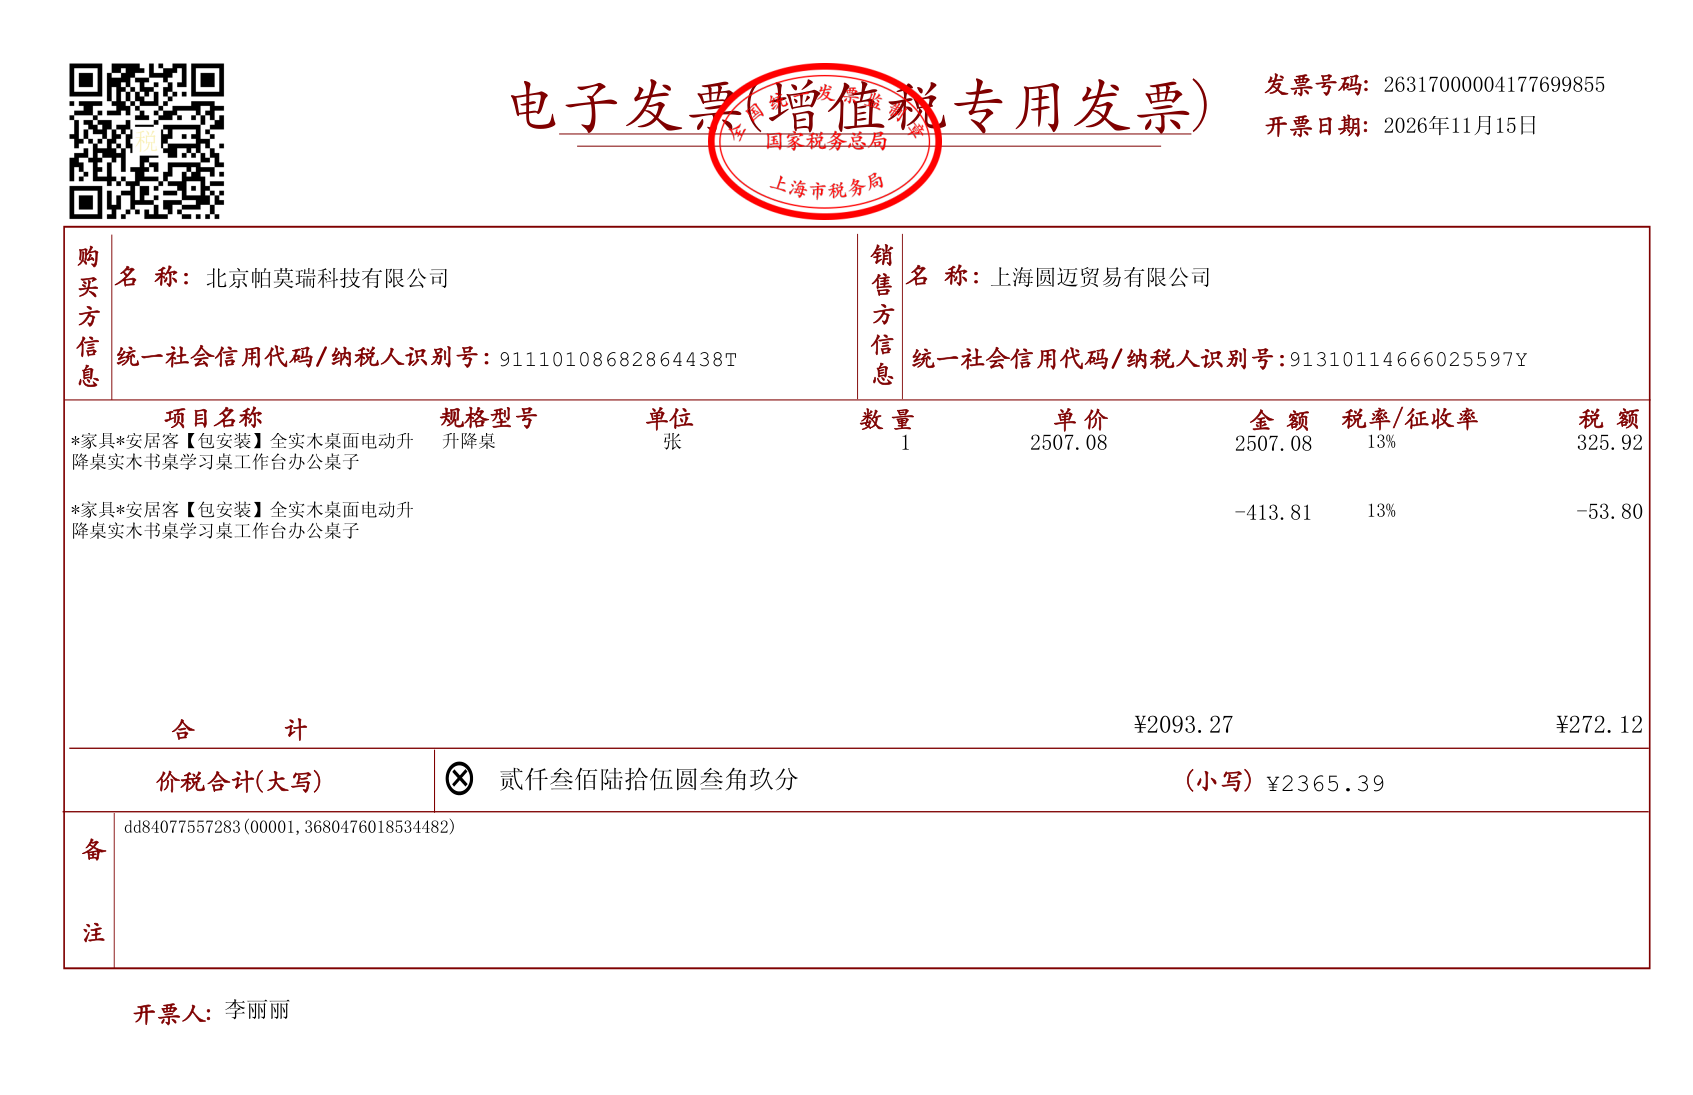 电子发票(增值税专用发票)
全国统一发票监制章
国家税务总局
上海市税务局
税
发票号码: 26317000004177699855
开票日期: 2026年11月15日
购买方信息
名 称: 北京帕莫瑞科技有限公司
统一社会信用代码/纳税人识别号: 91110108682864438T
销售方信息
名 称: 上海圆迈贸易有限公司
统一社会信用代码/纳税人识别号: 91310114666025597Y
项目名称 规格型号 单位 数量 单价 金额 税率/征收率 税额
*家具*安居客【包安装】全实木桌面电动升 升降桌 张 1 2507.08 2507.08 13% 325.92
降桌实木书桌学习桌工作台办公桌子
*家具*安居客【包安装】全实木桌面电动升 -413.81 13% -53.80
降桌实木书桌学习桌工作台办公桌子
合 计 ¥2093.27 ¥272.12
价税合计(大写) 贰仟叁佰陆拾伍圆叁角玖分 (小写) ¥2365.39
备注
dd84077557283(00001,3680476018534482)
开票人: 李丽丽